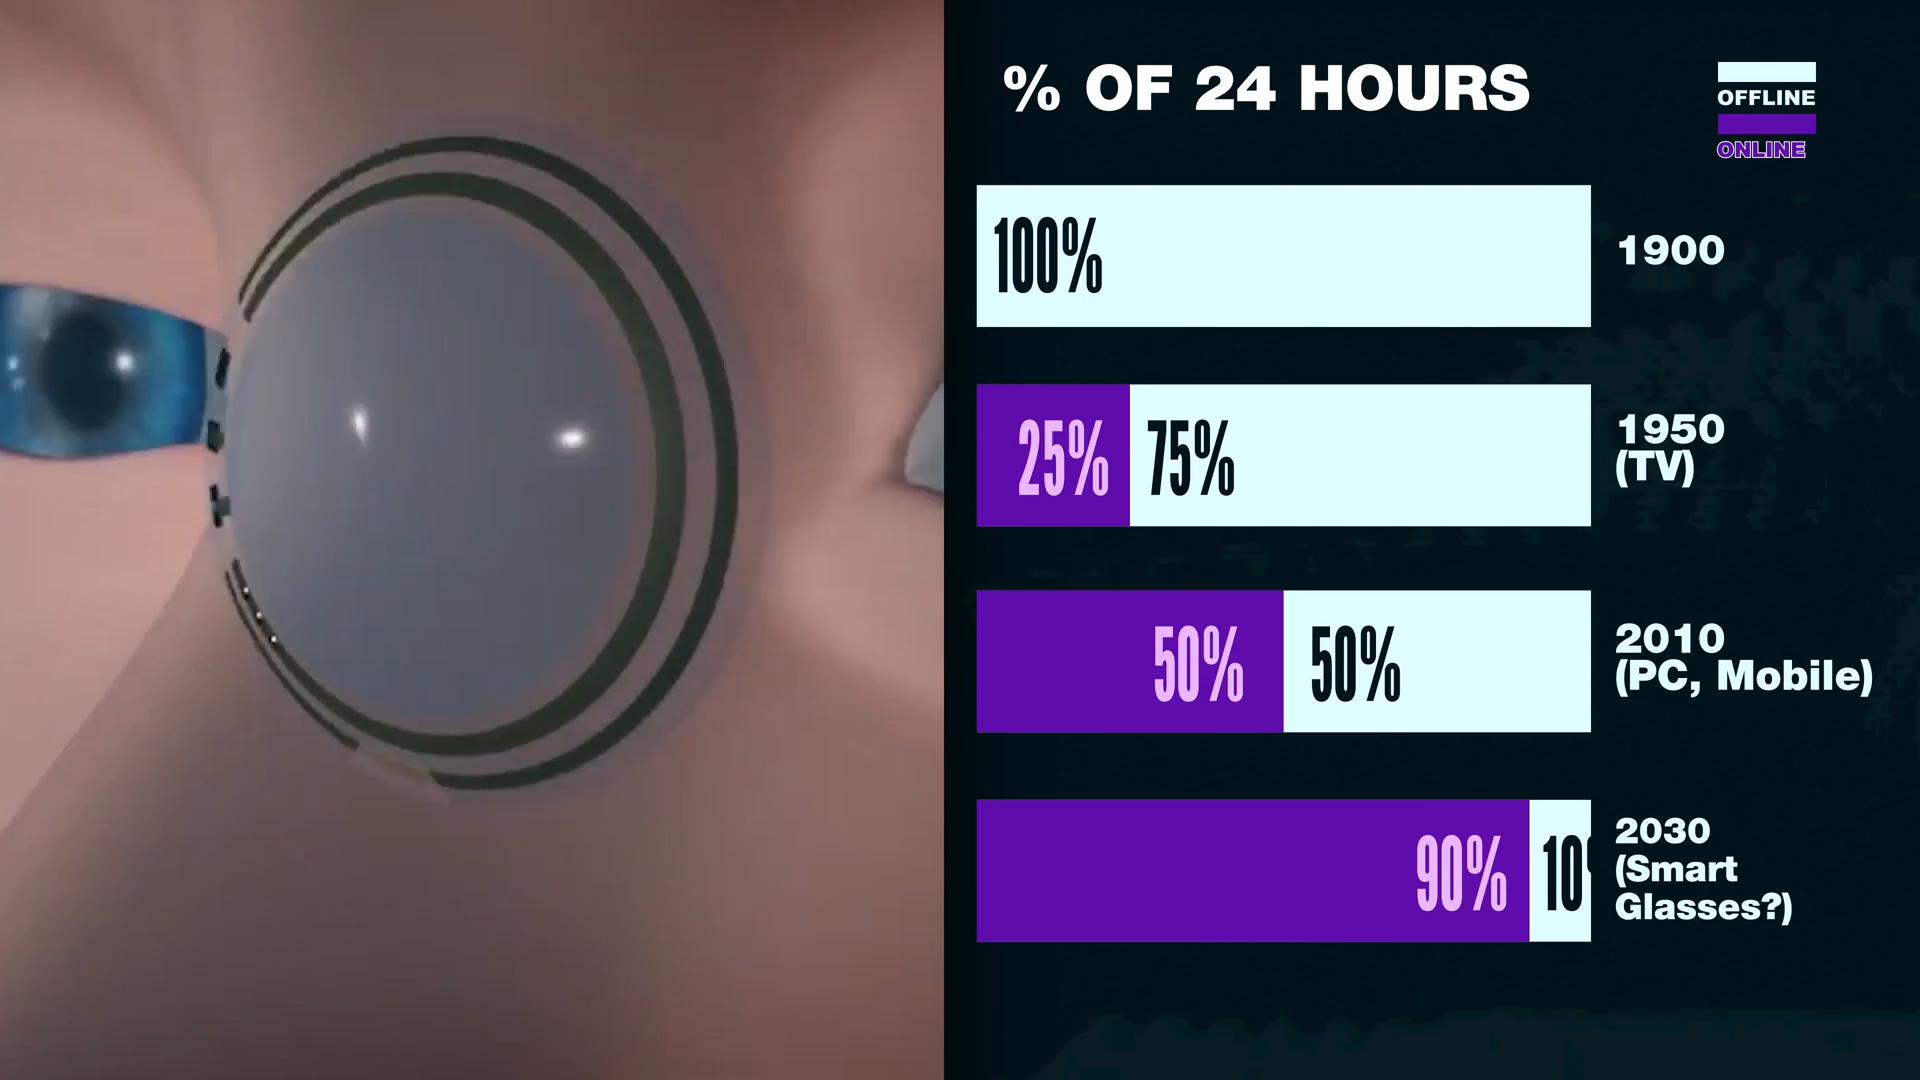 % OF 24 HOURS
OFFLINE
ONLINE
100%
1900
25%
75%
1950
(TV)
50%
50%
2010
(PC, Mobile)
90%
10
2030
(Smart
Glasses?)